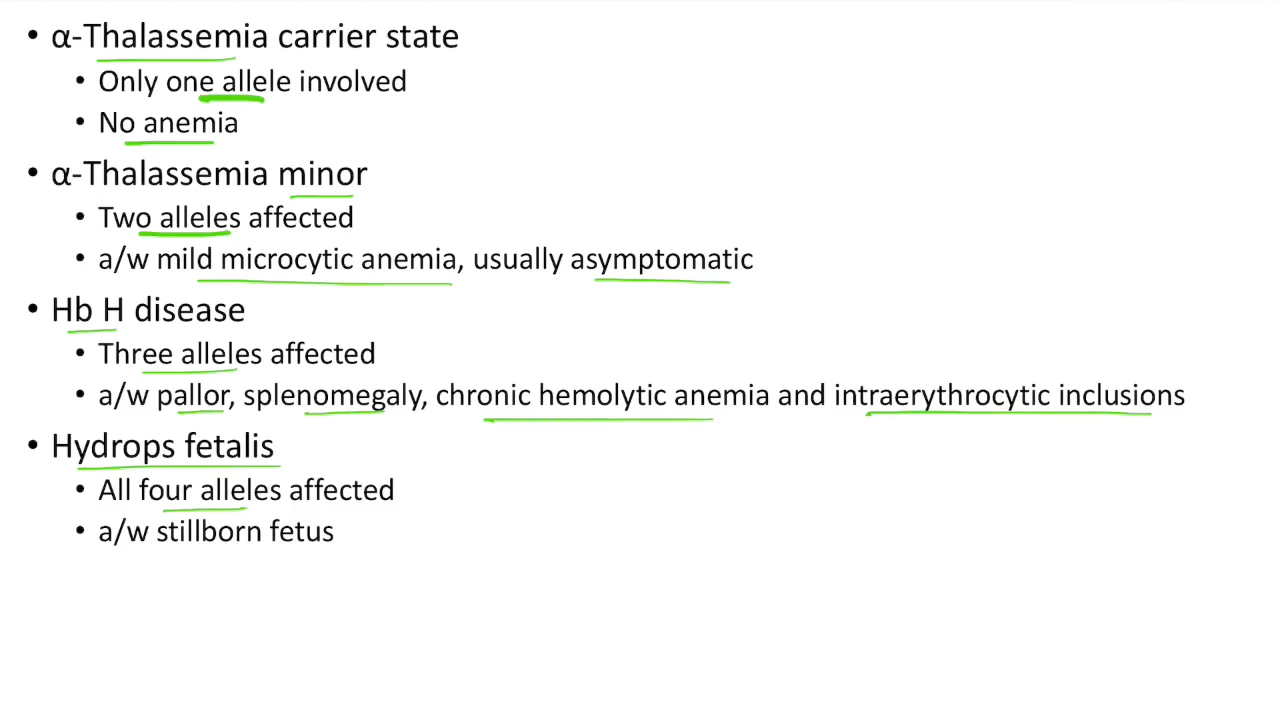 • α-Thalassemia carrier state
• Only one allele involved
• No anemia
• α-Thalassemia minor
• Two alleles affected
• a/w mild microcytic anemia, usually asymptomatic
• Hb H disease
• Three alleles affected
• a/w pallor, splenomegaly, chronic hemolytic anemia and intraerythrocytic inclusions
• Hydrops fetalis
• All four alleles affected
• a/w stillborn fetus